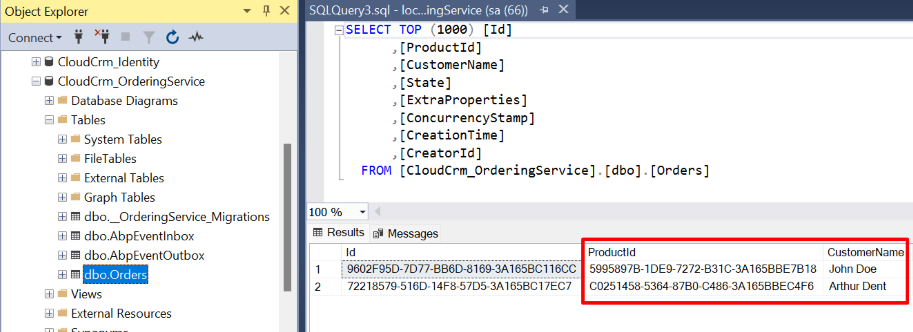 Object Explorer
Connect
CloudCrm_Identity
CloudCrm_OrderingService
Database Diagrams
Tables
System Tables
FileTables
External Tables
Graph Tables
dbo.__OrderingService_Migrations
dbo.AbpEventInbox
dbo.AbpEventOutbox
dbo.Orders
Views
External Resources
Synonyms
SQLQuery3.sql - loc...ingService (sa (66))
SELECT TOP (1000) [Id]
,[ProductId]
,[CustomerName]
,[State]
,[ExtraProperties]
,[ConcurrencyStamp]
,[CreationTime]
,[CreatorId]
FROM [CloudCrm_OrderingService].[dbo].[Orders]
100 %
Results Messages
Id ProductId CustomerName
1 9602F95D-7D77-BB6D-8169-3A165BC116CC 5995897B-1DE9-7272-B31C-3A165BBE7B18 John Doe
2 72218579-516D-14F8-57D5-3A165BC17EC7 C0251458-5364-87B0-C486-3A165BBEC4F6 Arthur Dent